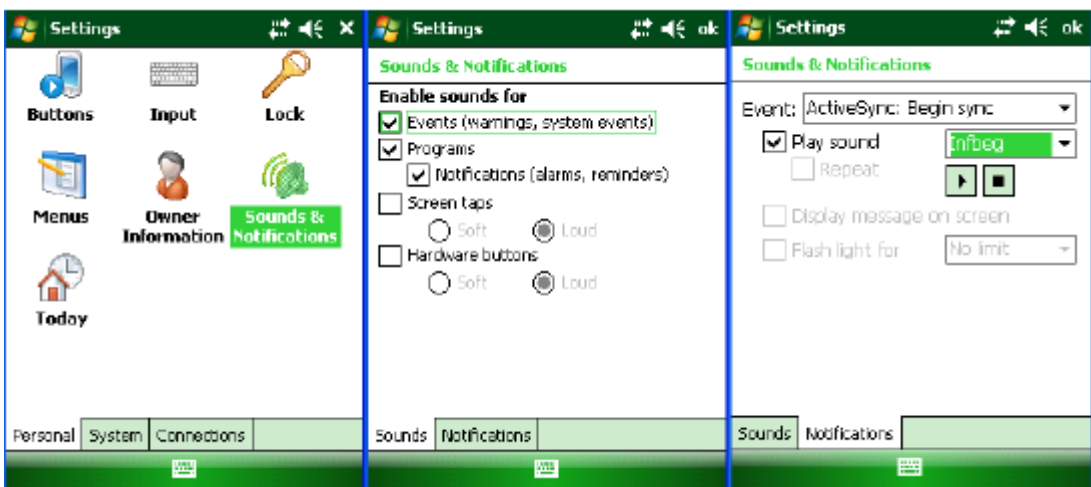 Settings
Buttons Input Lock
Menus Owner Information Sounds & Notifications
Today
Personal System Connections
Settings ok
Sounds & Notifications
Enable sounds for
Events (warnings, system events)
Programs
Notifications (alarms, reminders)
Screen taps
Soft Loud
Hardware buttons
Soft Loud
Sounds Notifications
Settings ok
Sounds & Notifications
Event: ActiveSync: Begin sync
Play sound Infbeg
Repeat
Display message on screen
Flash light for No limit
Sounds Notifications